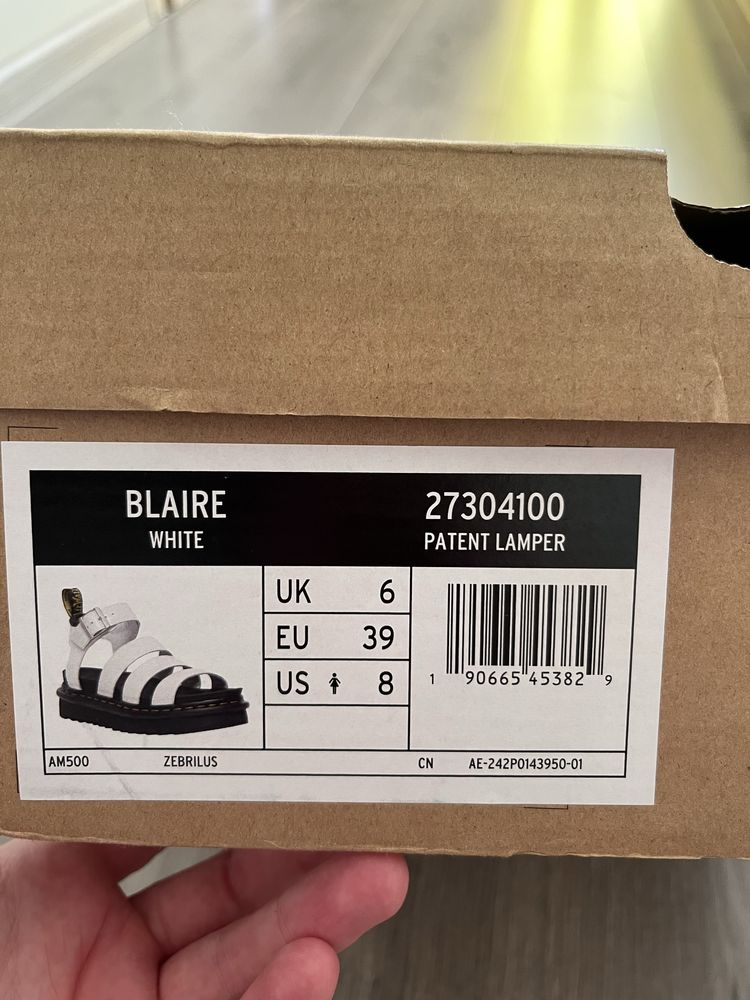 BLAIRE
WHITE
27304100
PATENT LAMPER
UK 6
EU 39
US 8
1 90665 45382 9
AM500 ZEBRILUS CN AE-242P0143950-01